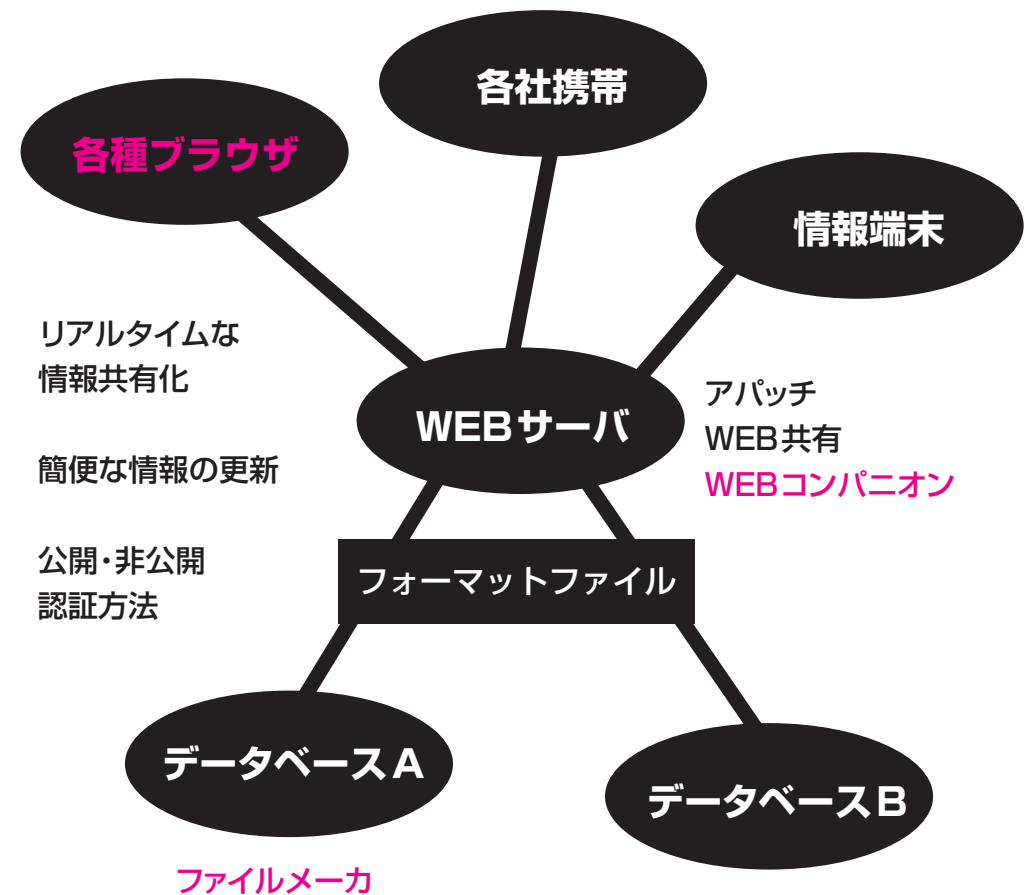 各社携帯
各種ブラウザ
情報端末
リアルタイムな
情報共有化
簡便な情報の更新
公開・非公開
認証方法
WEBサーバ
アパッチ
WEB共有
WEBコンパニオン
フォーマットファイル
データベースA
データベースB
ファイルメーカ